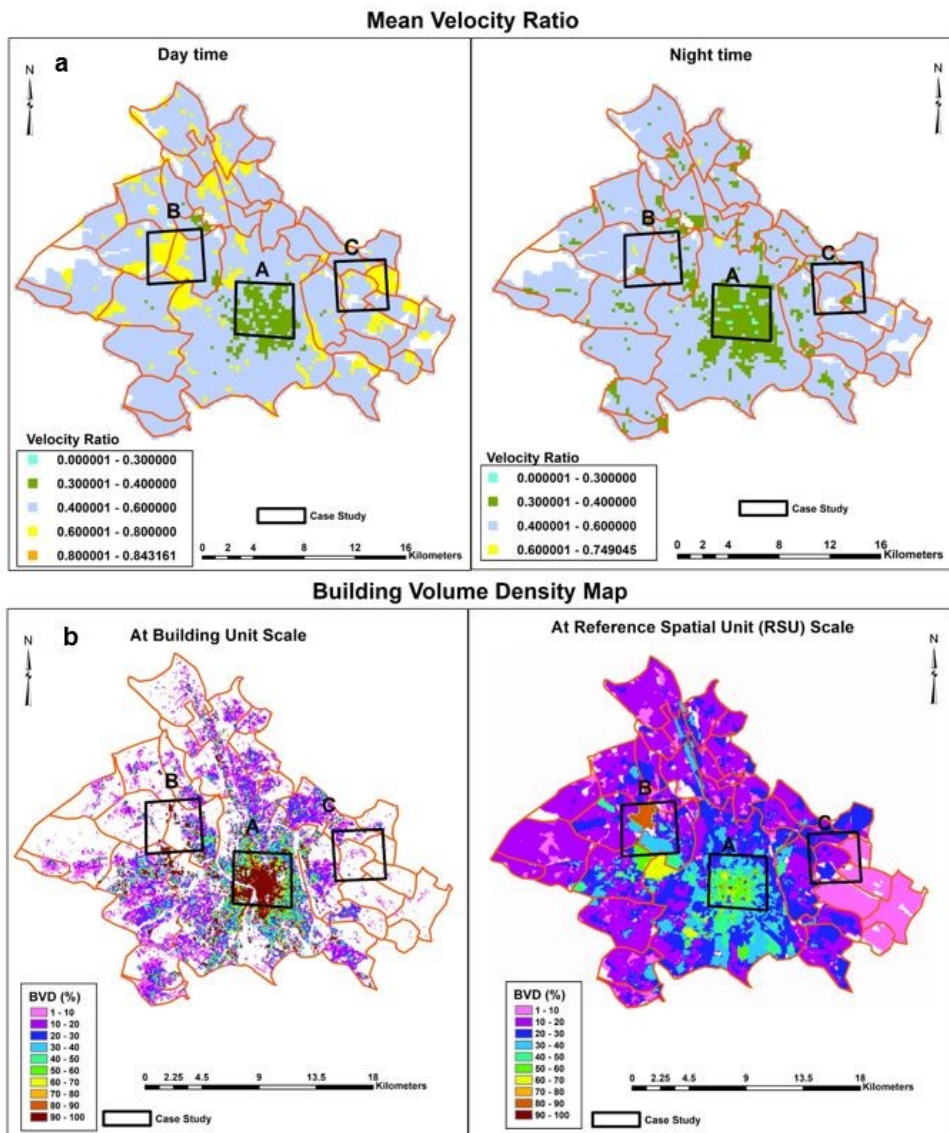 Mean Velocity Ratio
a
Day time
N
B
A
C
Velocity Ratio
0.000001 - 0.300000
0.300001 - 0.400000
0.400001 - 0.600000
0.600001 - 0.800000
0.800001 - 0.843161
Case Study
0 2 4 8 12 16
Kilometers
Night time
N
B
A
C
Velocity Ratio
0.000001 - 0.300000
0.300001 - 0.400000
0.400001 - 0.600000
0.600001 - 0.749045
Case Study
0 2 4 8 12 16
Kilometers
Building Volume Density Map
b
At Building Unit Scale
N
B
A
C
BVD (%)
1 - 10
10 - 20
20 - 30
30 - 40
40 - 50
50 - 60
60 - 70
70 - 80
80 - 90
90 - 100
0 2.25 4.5 9 13.5 18
Kilometers
Case Study
At Reference Spatial Unit (RSU) Scale
N
B
A
C
BVD (%)
1 - 10
10 - 20
20 - 30
30 - 40
40 - 50
50 - 60
60 - 70
70 - 80
80 - 90
90 - 100
0 2.25 4.5 9 13.5 18
Kilometers
Case Study